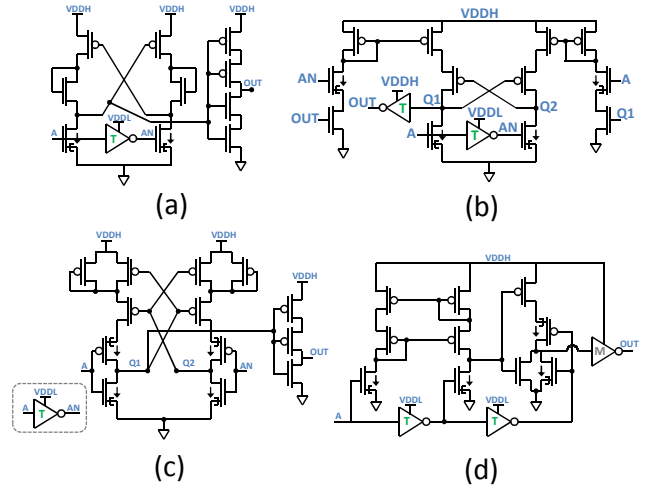 VDDH VDDH VDDH
OUT
VDDL
A T AN
(a)
VDDH
AN A
VDDH
OUT OUT T Q1 Q2 Q1
VDDL
A T AN
(b)
VDDH VDDH
VDDH
OUT
A Q1 Q2 AN
VDDL
A T AN
(c)
VDDH
M OUT
VDDL VDDL
A T T
(d)